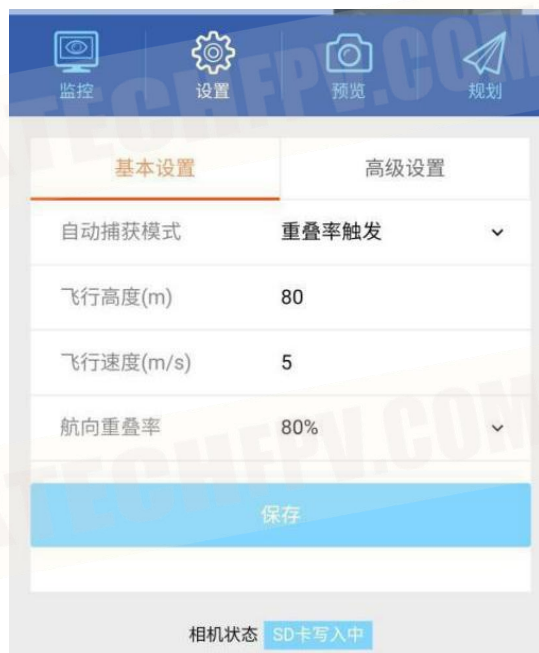 监控 设置 预览 规划
基本设置 高级设置
自动捕获模式 重叠率触发
飞行高度(m) 80
飞行速度(m/s) 5
航向重叠率 80%
保存
相机状态 SD卡写入中